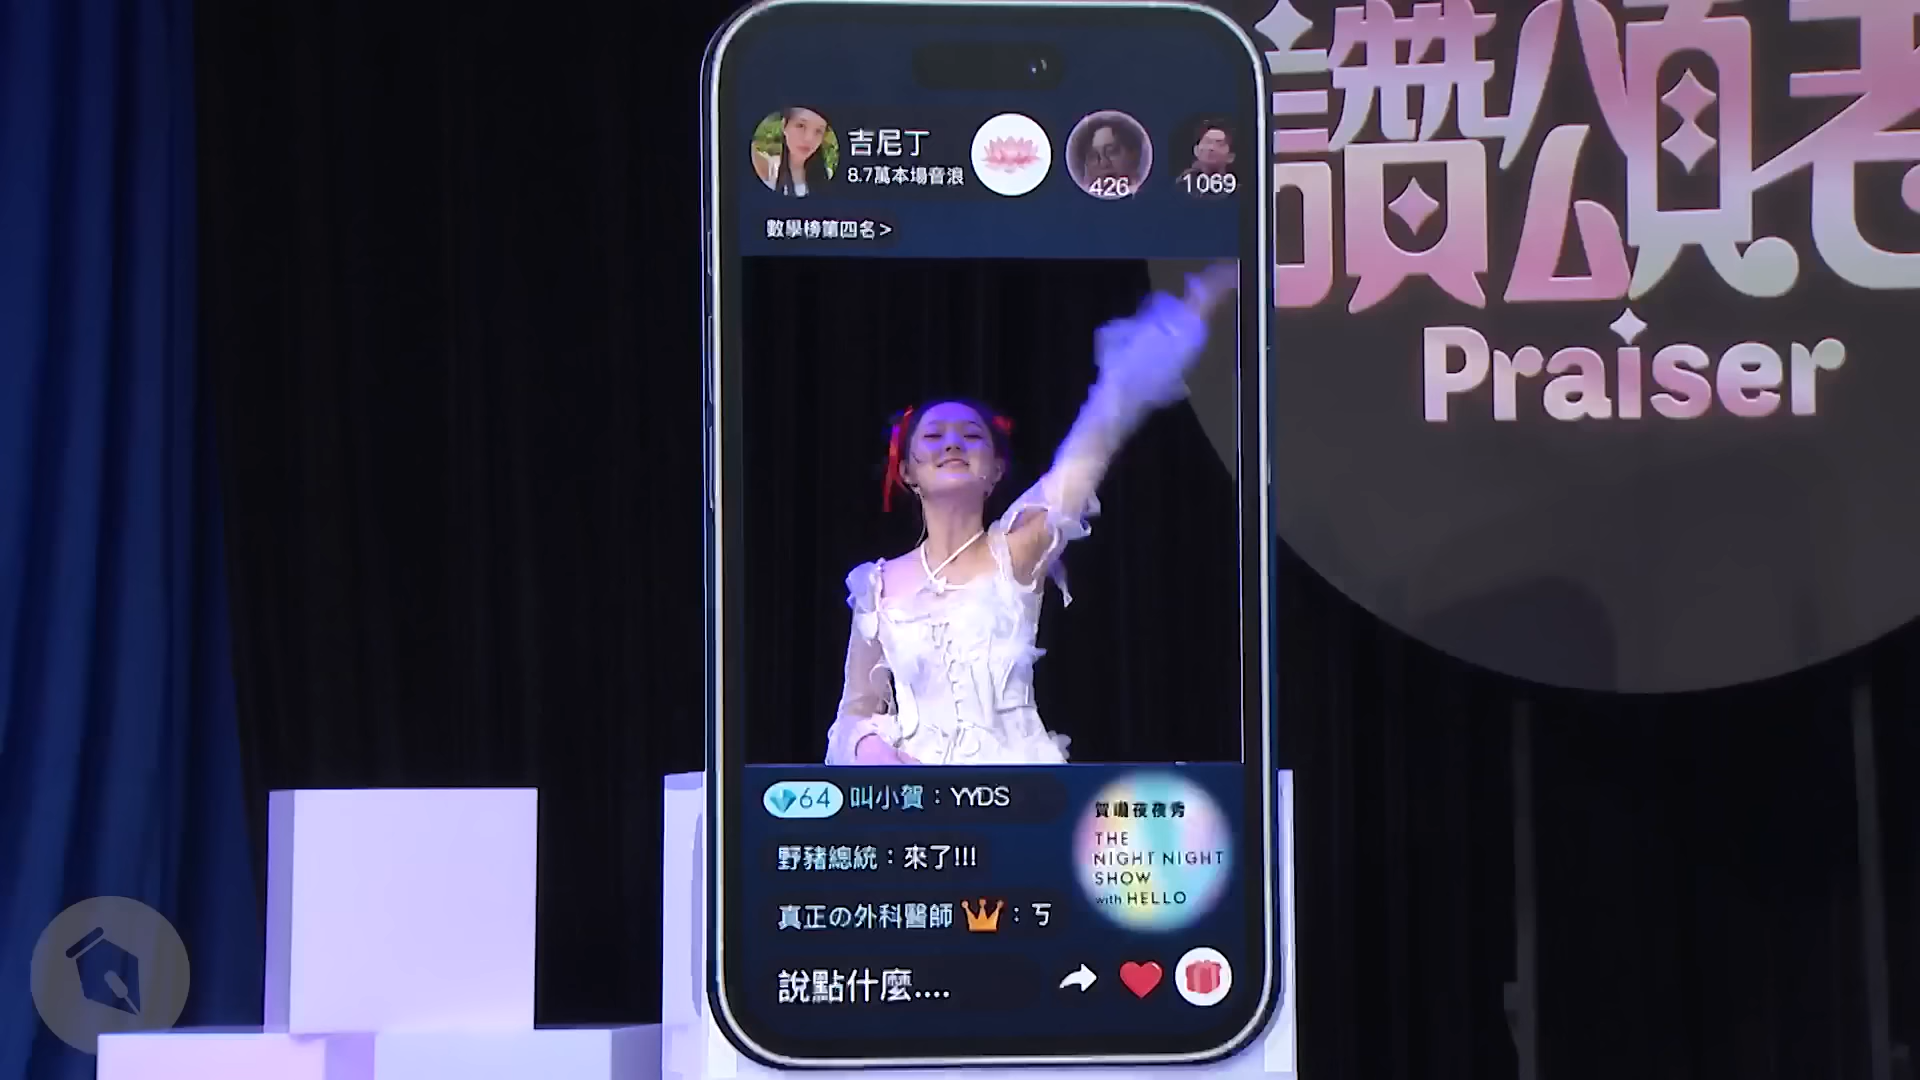 讚頌者
Praiser
吉尼丁
8.7萬本場音浪
426
1069
數學榜第四名>
64 叫小賀：YYDS
野豬總統：來了!!!
真正の外科醫師：ㄎ
說點什麼....
賀瓏夜夜秀
THE
NIGHT NIGHT
SHOW
with HELLO